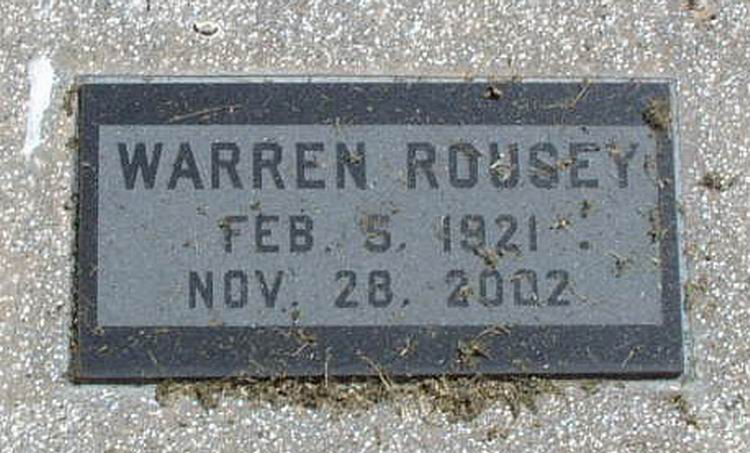 WARREN ROUSEY
FEB. 5, 1921
NOV. 28, 2002